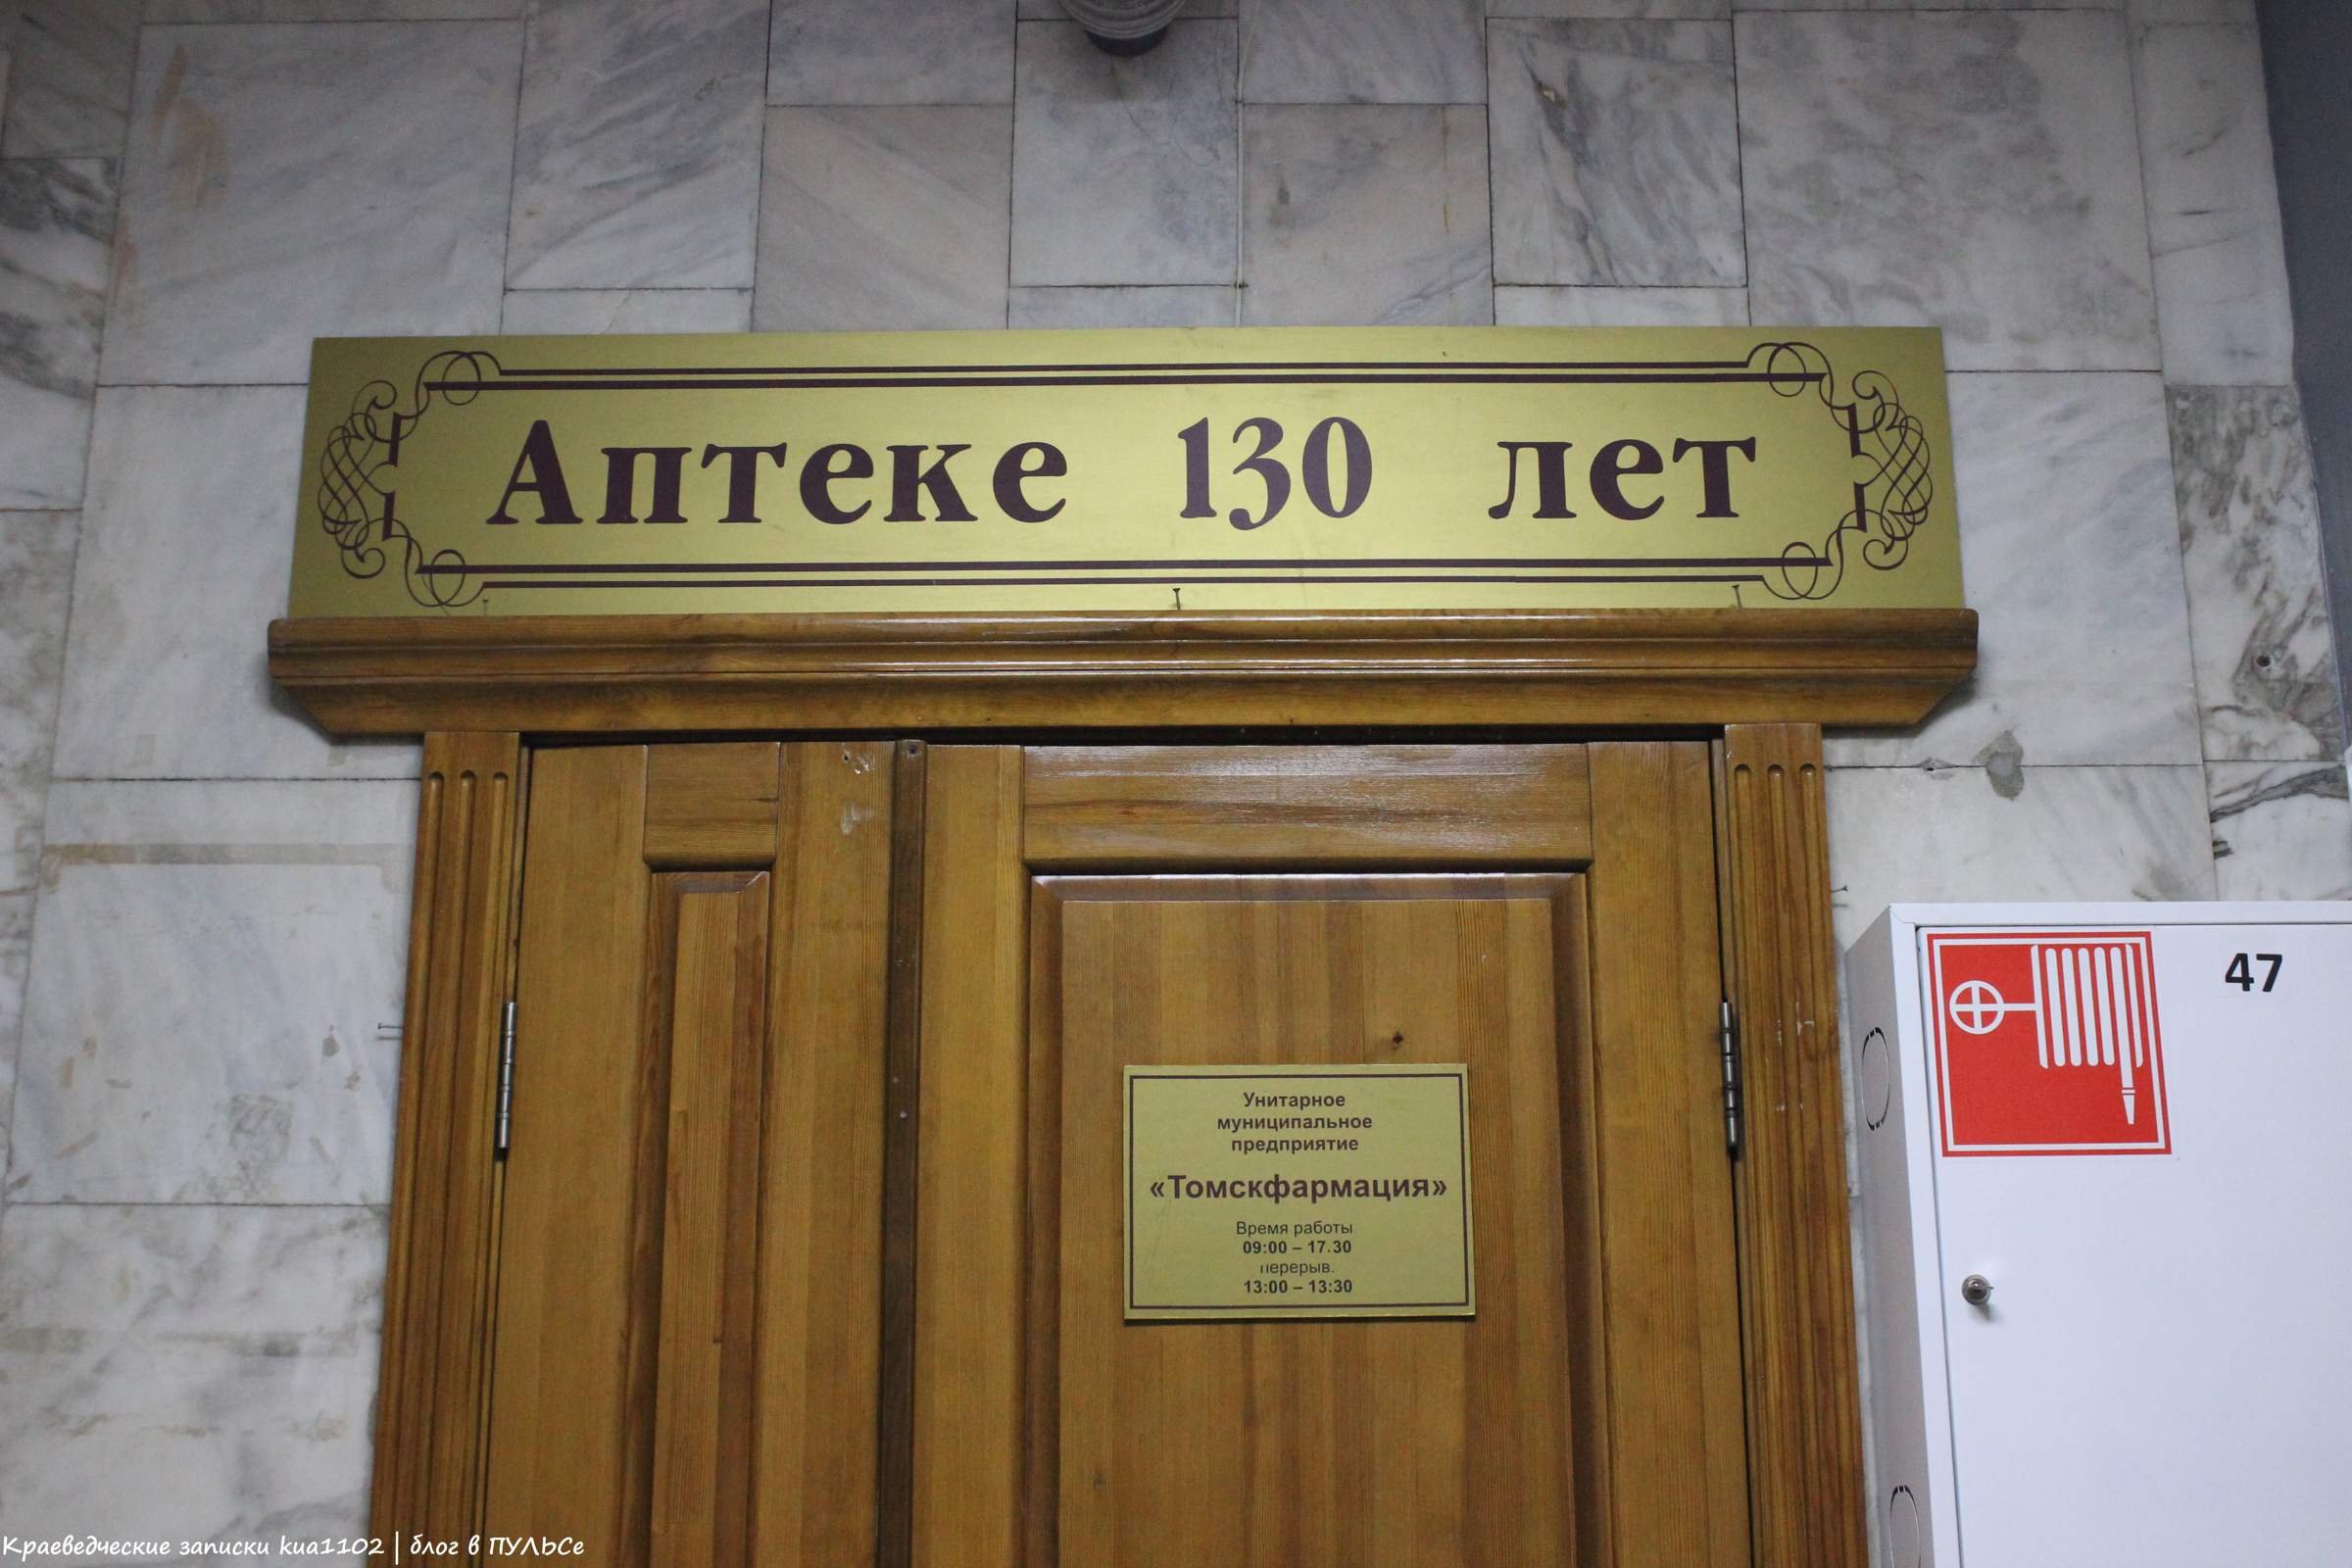 Аптеке 130 лет
47
Унитарное
муниципальное
предприятие
«Томскфармация»
Время работы
09:00 – 17.30
перерыв.
13:00 – 13:30
Краеведческие записки kua1102 | блог в ПУЛЬСе